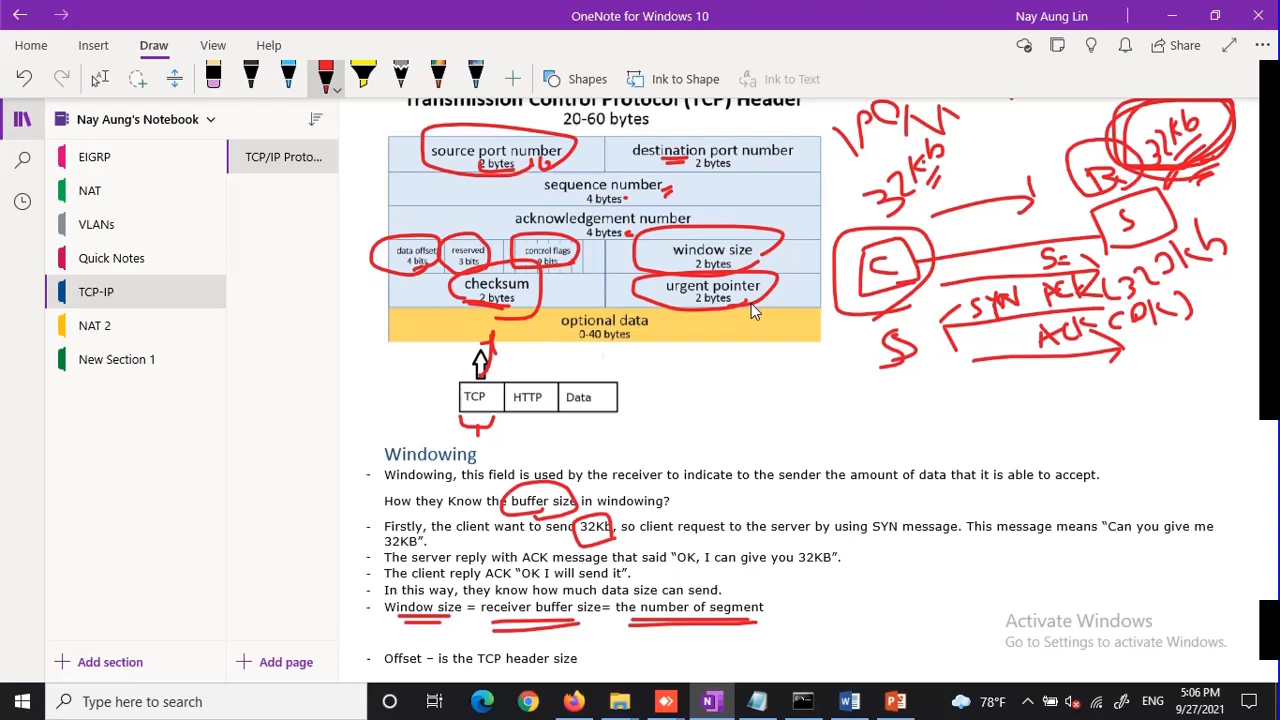 OneNote for Windows 10
Nay Aung Lin
Home Insert Draw View Help
Share
Shapes
Ink to Shape
Ink to Text
Nay Aung's Notebook
EIGRP
NAT
VLANs
Quick Notes
TCP-IP
NAT 2
New Section 1
Add section
TCP/IP Proto...
Add page
Transmission Control Protocol (TCP) Header
20-60 bytes
source port number
2 bytes
destination port number
2 bytes
sequence number
4 bytes
acknowledgement number
4 bytes
data offset
4 bits
reserved
3 bits
control flags
9 bits
window size
2 bytes
checksum
2 bytes
urgent pointer
2 bytes
optional data
0-40 bytes
TCP HTTP Data
32kb
32kb
C
S
SYN ACK (32)kb
ACK (OK)
S
Windowing
- Windowing, this field is used by the receiver to indicate to the sender the amount of data that it is able to accept.
How they Know the buffer size in windowing?
- Firstly, the client want to send 32Kb, so client request to the server by using SYN message. This message means “Can you give me
32KB”.
- The server reply with ACK message that said “OK, I can give you 32KB”.
- The client reply ACK “OK I will send it”.
- In this way, they know how much data size can send.
- Window size = receiver buffer size= the number of segment
- Offset – is the TCP header size
Activate Windows
Go to Settings to activate Windows.
Type here to search
78°F
ENG
5:06 PM
9/27/2021